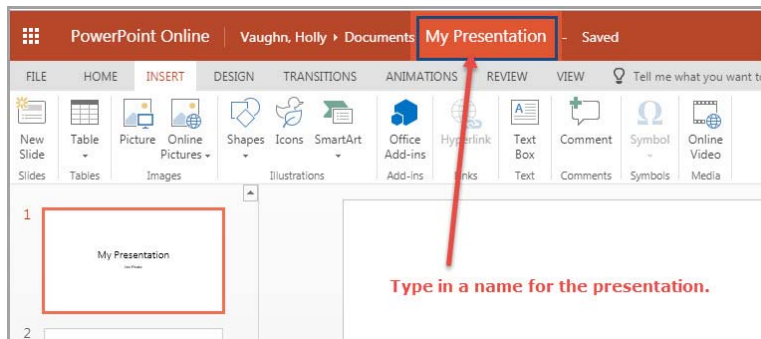 PowerPoint Online Vaughn, Holly › Documents My Presentation - Saved
FILE HOME INSERT DESIGN TRANSITIONS ANIMATIONS REVIEW VIEW Tell me what you want to
New Slide Table Picture Online Pictures Shapes Icons SmartArt Office Add-ins Hyperlink Text Box Comment Symbol Online Video
Slides Tables Images Illustrations Add-ins Links Text Comments Symbols Media
1
My Presentation
Type in a name for the presentation.
2